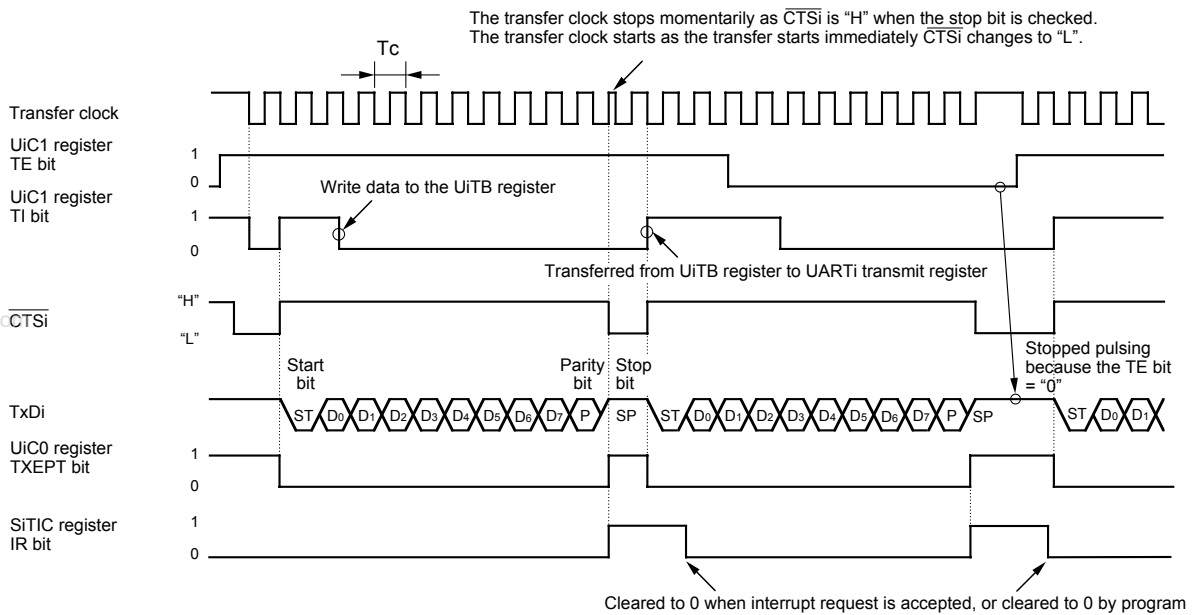 The transfer clock stops momentarily as CTSi is “H” when the stop bit is checked.
The transfer clock starts as the transfer starts immediately CTSi changes to “L”.
Tc
Transfer clock
UiC1 register
TE bit
1
0
Write data to the UiTB register
UiC1 register
TI bit
1
0
Transferred from UiTB register to UARTi transmit register
CTSi
“H”
“L”
Start
bit
Parity
bit
Stop
bit
Stopped pulsing
because the TE bit
= “0”
TxDi
ST D0 D1 D2 D3 D4 D5 D6 D7 P SP ST D0 D1 D2 D3 D4 D5 D6 D7 P SP ST D0 D1
UiC0 register
TXEPT bit
1
0
SiTIC register
IR bit
1
0
Cleared to 0 when interrupt request is accepted, or cleared to 0 by program